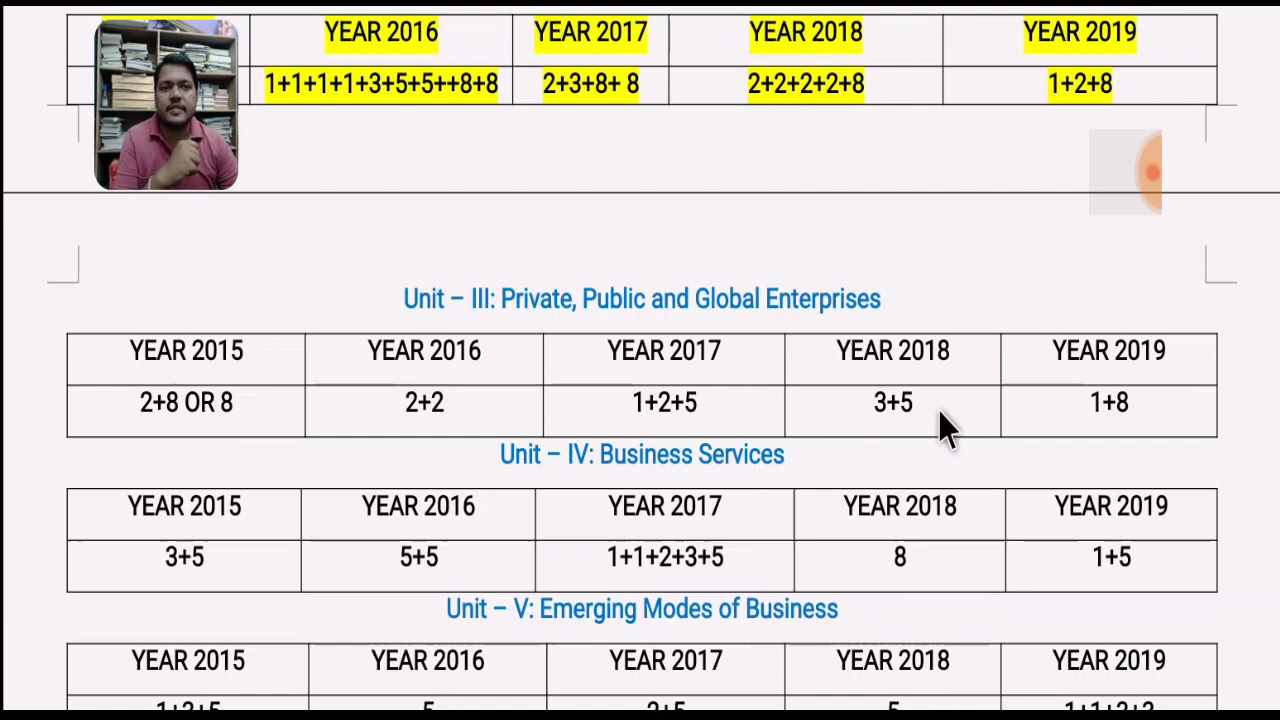 YEAR 2016 YEAR 2017 YEAR 2018 YEAR 2019
1+1+1+1+3+5+5++8+8 2+3+8+ 8 2+2+2+2+8 1+2+8
Unit – III: Private, Public and Global Enterprises
YEAR 2015 YEAR 2016 YEAR 2017 YEAR 2018 YEAR 2019
2+8 OR 8 2+2 1+2+5 3+5 1+8
Unit – IV: Business Services
YEAR 2015 YEAR 2016 YEAR 2017 YEAR 2018 YEAR 2019
3+5 5+5 1+1+2+3+5 8 1+5
Unit – V: Emerging Modes of Business
YEAR 2015 YEAR 2016 YEAR 2017 YEAR 2018 YEAR 2019